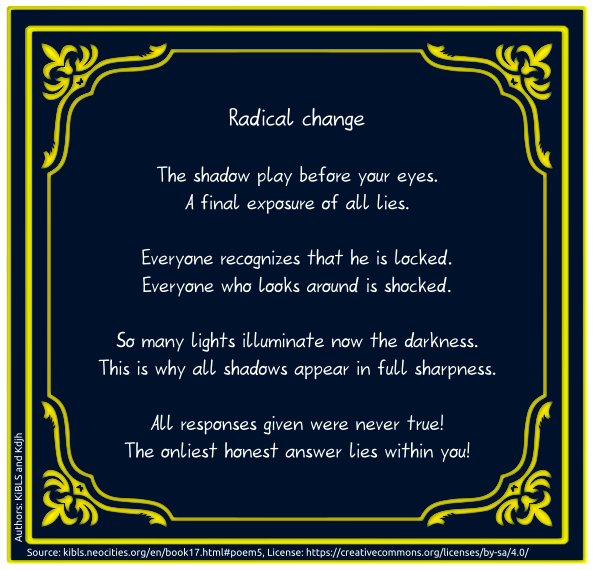 Radical change
The shadow play before your eyes.
A final exposure of all lies.
Everyone recognizes that he is locked.
Everyone who looks around is shocked.
So many lights illuminate now the darkness.
This is why all shadows appear in full sharpness.
All responses given were never true!
The onliest honest answer lies within you!
Authors: KiBLS and Kdjh
Source: kibls.neocities.org/en/book17.html#poem5, License: https://creativecommons.org/licenses/by-sa/4.0/